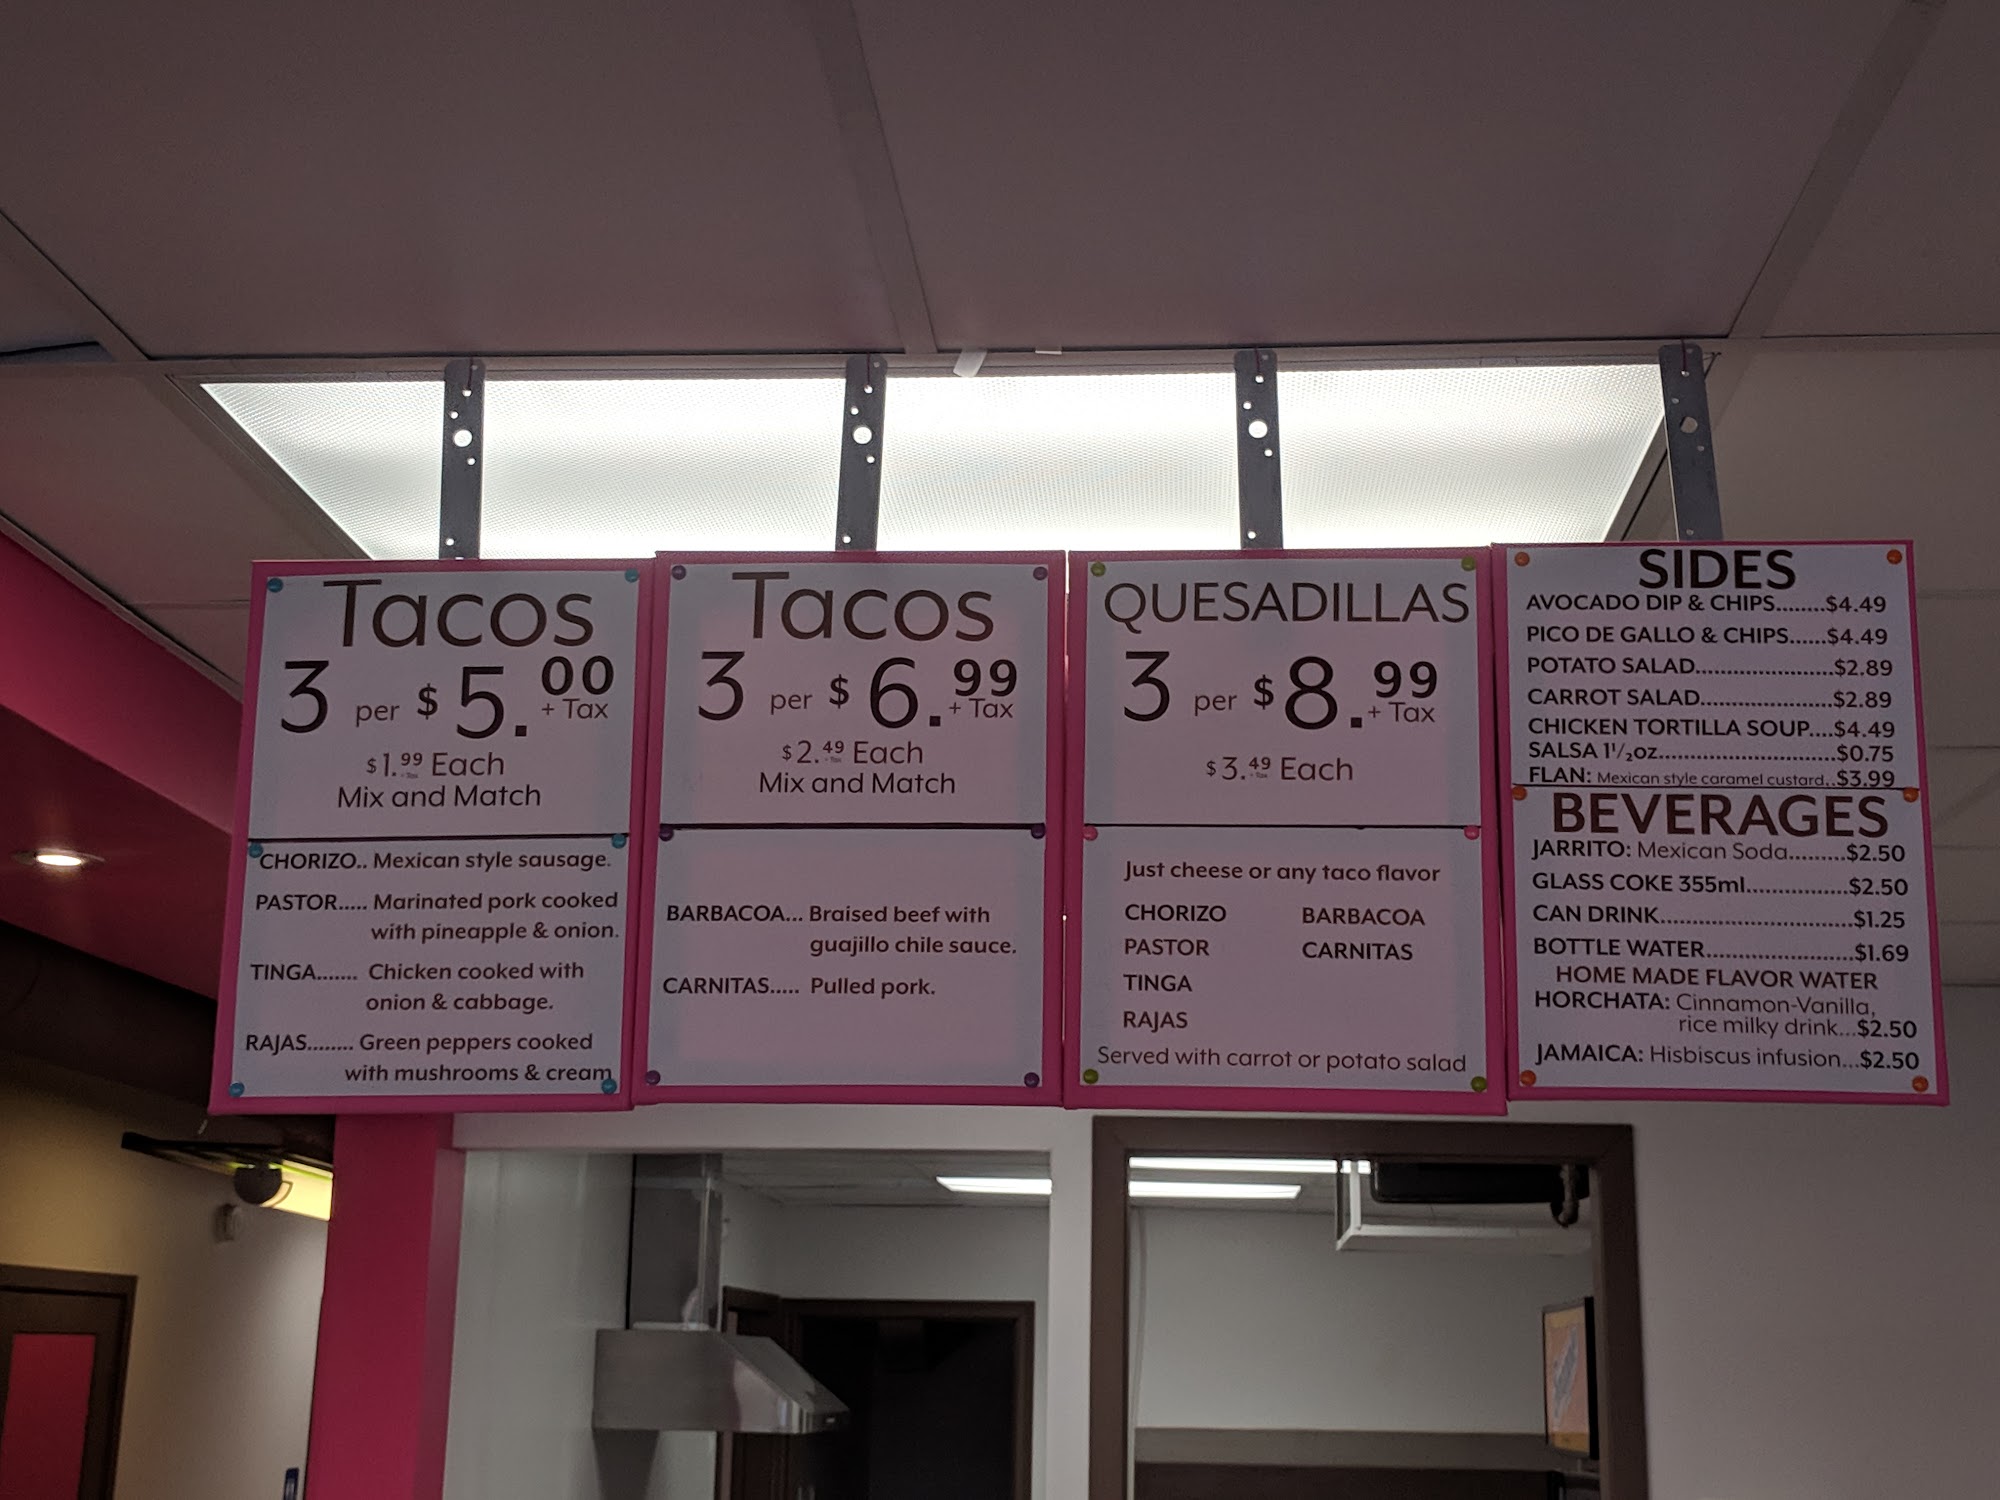 Tacos
3 per $5.00 + Tax
$1.99 Each
Mix and Match
CHORIZO.. Mexican style sausage.
PASTOR..... Marinated pork cooked
with pineapple & onion.
TINGA....... Chicken cooked with
onion & cabbage.
RAJAS........ Green peppers cooked
with mushrooms & cream
Tacos
3 per $6.99 + Tax
$2.49 Each
Mix and Match
BARBACOA... Braised beef with
guajillo chile sauce.
CARNITAS..... Pulled pork.
QUESADILLAS
3 per $8.99 + Tax
$3.49 Each
Just cheese or any taco flavor
CHORIZO BARBACOA
PASTOR CARNITAS
TINGA
RAJAS
Served with carrot or potato salad
SIDES
AVOCADO DIP & CHIPS........$4.49
PICO DE GALLO & CHIPS......$4.49
POTATO SALAD......................$2.89
CARROT SALAD......................$2.89
CHICKEN TORTILLA SOUP....$4.49
SALSA 1 1/2oz..............................$0.75
FLAN: Mexican style caramel custard..$3.99
BEVERAGES
JARRITO: Mexican Soda.........$2.50
GLASS COKE 355ml................$2.50
CAN DRINK..............................$1.25
BOTTLE WATER.......................$1.69
HOME MADE FLAVOR WATER
HORCHATA: Cinnamon-Vanilla,
rice milky drink...$2.50
JAMAICA: Hisbiscus infusion...$2.50